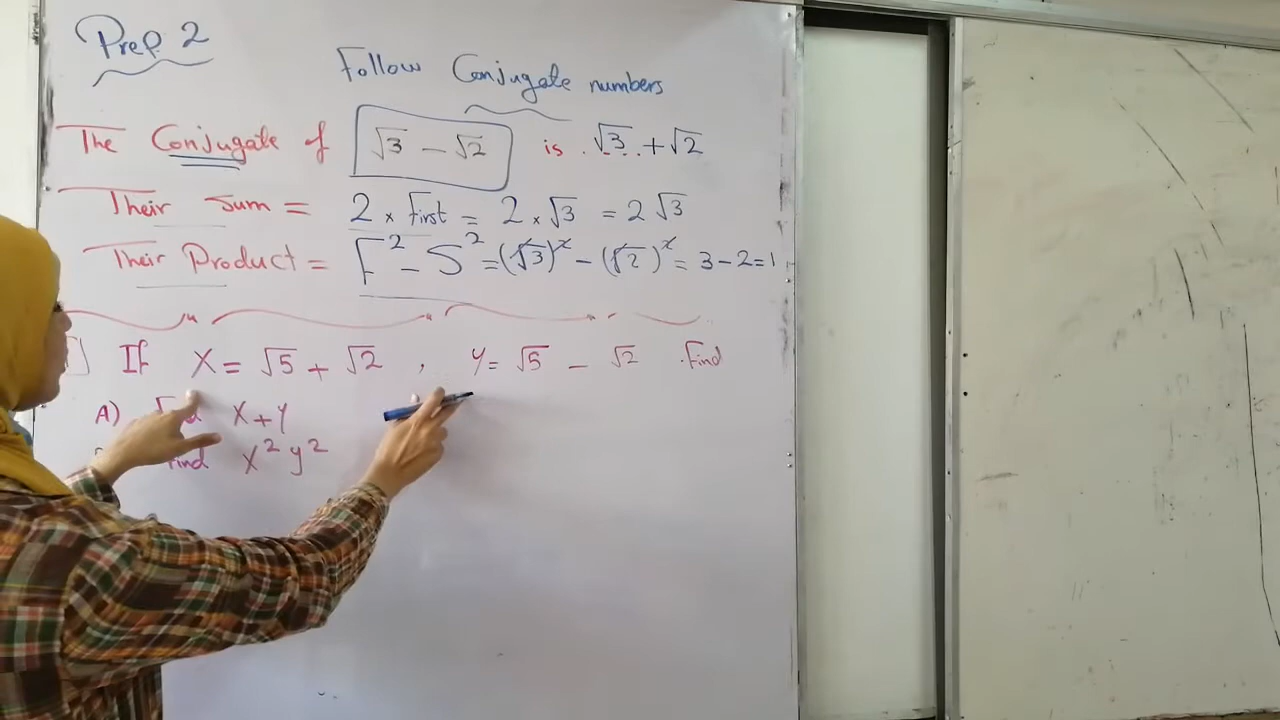 Prep 2
Follow Conjugate numbers
The Conjugate of √3 − √2 is .√3. + √2
Their Sum = 2 × First = 2 × √3 = 2√3
Their Product = F² − S² = (√3)² − (√2)² = 3 − 2 = 1
] If X = √5 + √2 , y = √5 − √2 .Find
A) Find X + Y
Find X² y²